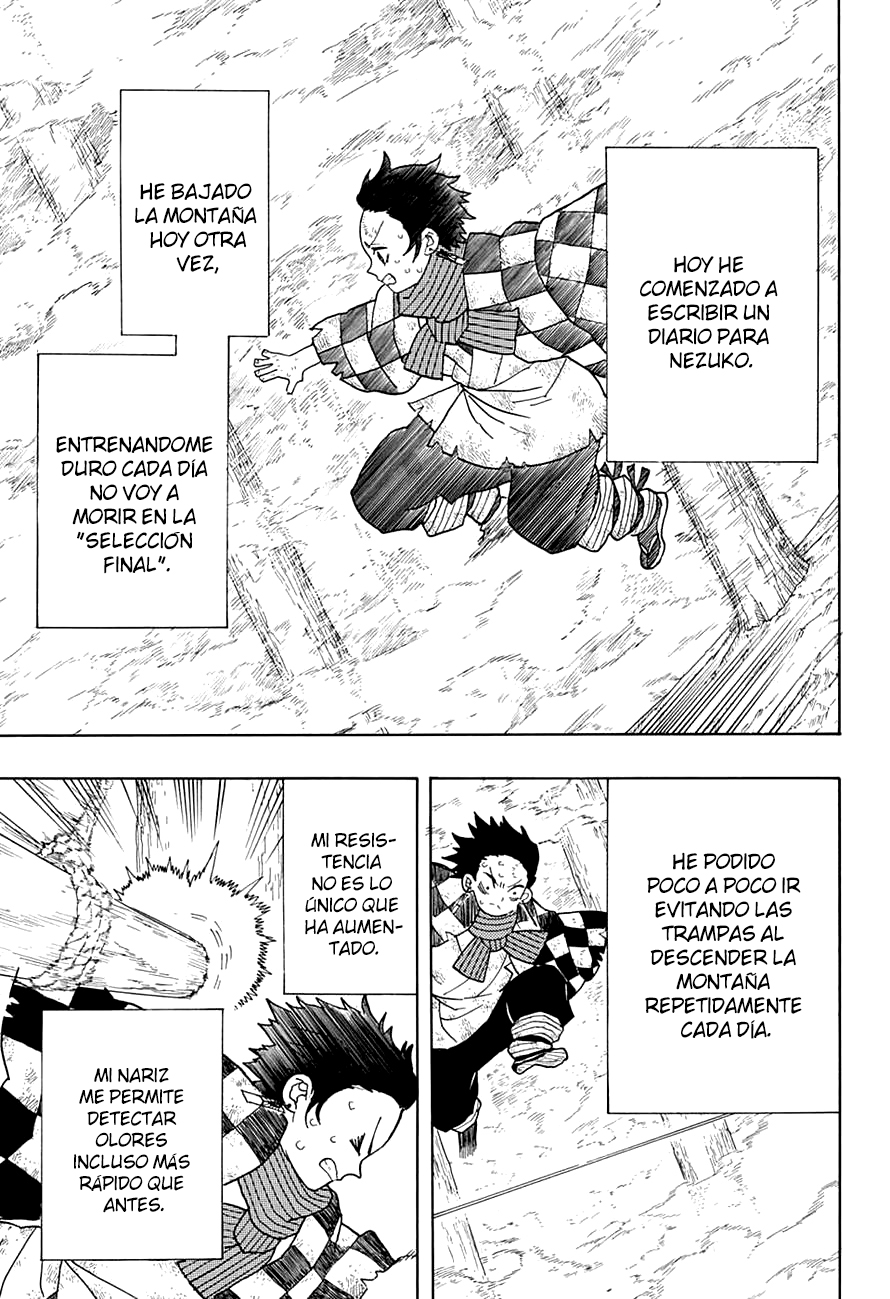 HOY HE
COMENZADO A
ESCRIBIR UN
DIARIO PARA
NEZUKO.
HE BAJADO
LA MONTAÑA
HOY OTRA
VEZ,
ENTRENANDOME
DURO CADA DÍA
NO VOY A
MORIR EN LA
"SELECCIÓN
FINAL".
HE PODIDO
POCO A POCO IR
EVITANDO LAS
TRAMPAS AL
DESCENDER LA
MONTAÑA
REPETIDAMENTE
CADA DÍA.
MI RESIS-
TENCIA
NO ES LO
ÚNICO QUE
HA AUMEN-
TADO.
MI NARIZ
ME PERMITE
DETECTAR
OLORES
INCLUSO MÁS
RÁPIDO QUE
ANTES.